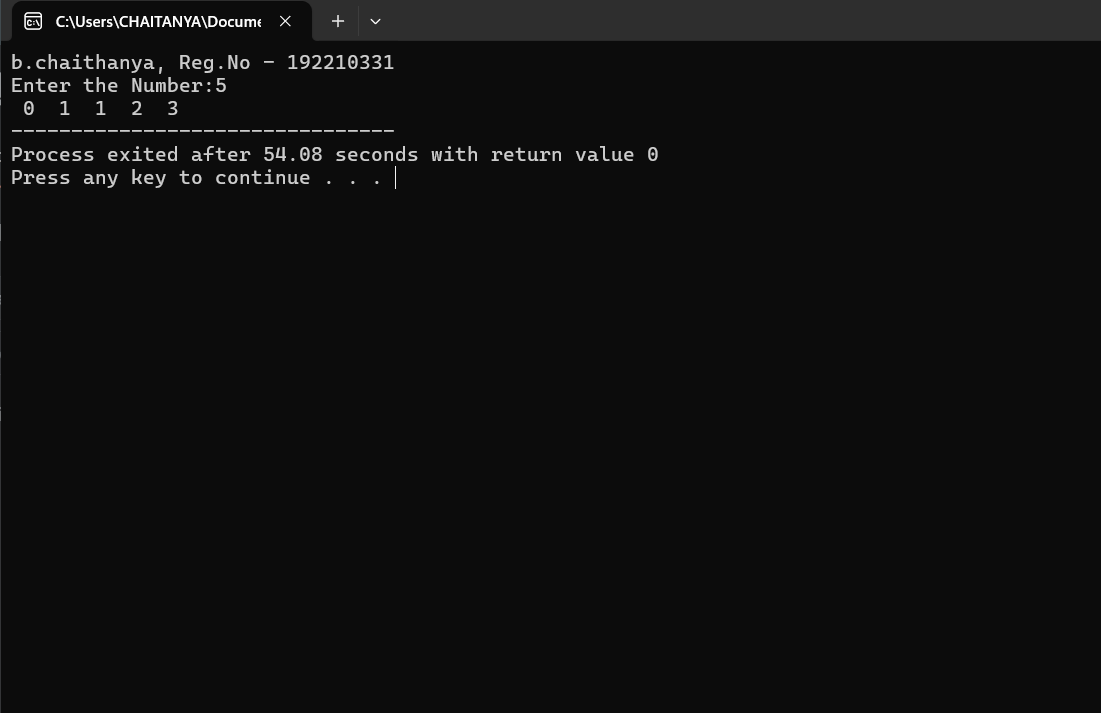 C:\Users\CHAITANYA\Docume
b.chaithanya, Reg.No - 192210331
Enter the Number:5
 0  1  1  2  3
--------------------------------
Process exited after 54.08 seconds with return value 0
Press any key to continue . . .